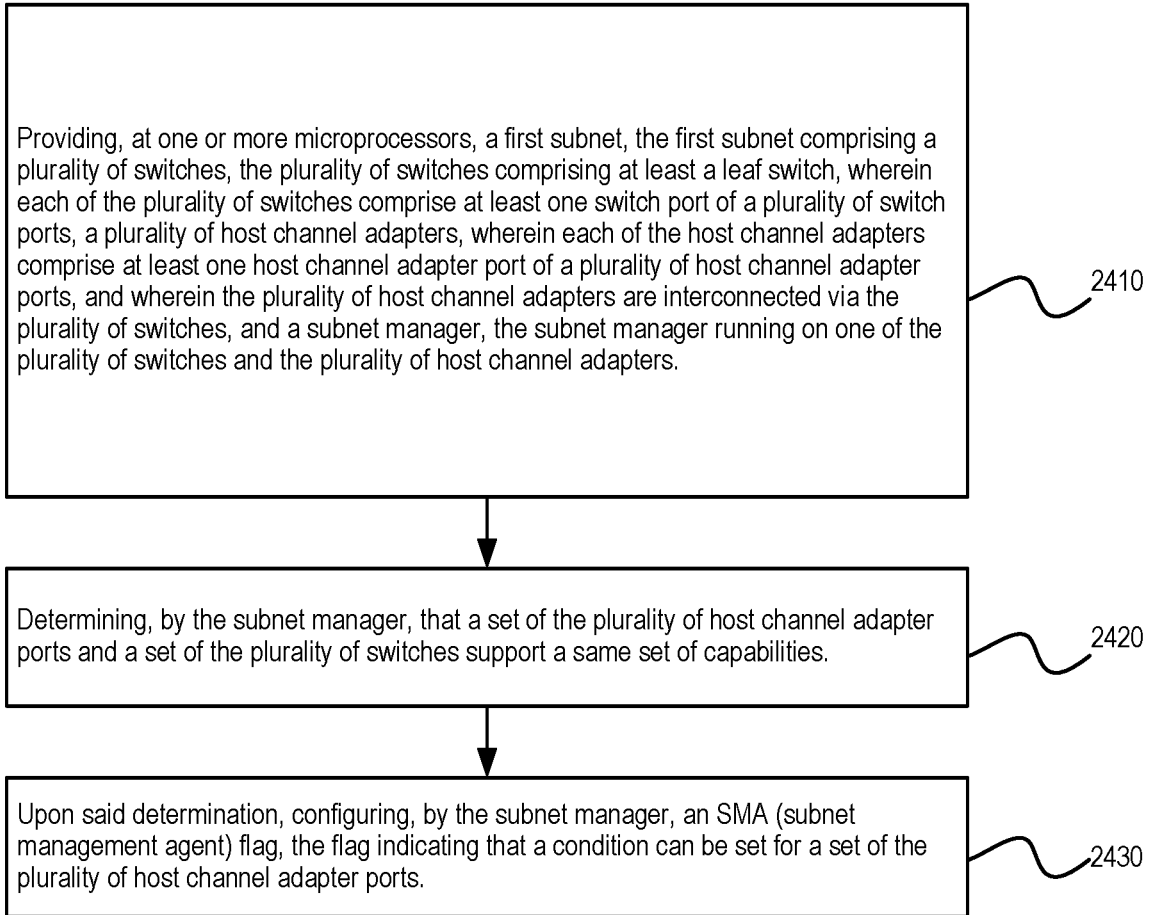 Providing, at one or more microprocessors, a first subnet, the first subnet comprising a
plurality of switches, the plurality of switches comprising at least a leaf switch, wherein
each of the plurality of switches comprise at least one switch port of a plurality of switch
ports, a plurality of host channel adapters, wherein each of the host channel adapters
comprise at least one host channel adapter port of a plurality of host channel adapter
ports, and wherein the plurality of host channel adapters are interconnected via the
plurality of switches, and a subnet manager, the subnet manager running on one of the
plurality of switches and the plurality of host channel adapters.
2410
Determining, by the subnet manager, that a set of the plurality of host channel adapter
ports and a set of the plurality of switches support a same set of capabilities.
2420
Upon said determination, configuring, by the subnet manager, an SMA (subnet
management agent) flag, the flag indicating that a condition can be set for a set of the
plurality of host channel adapter ports.
2430